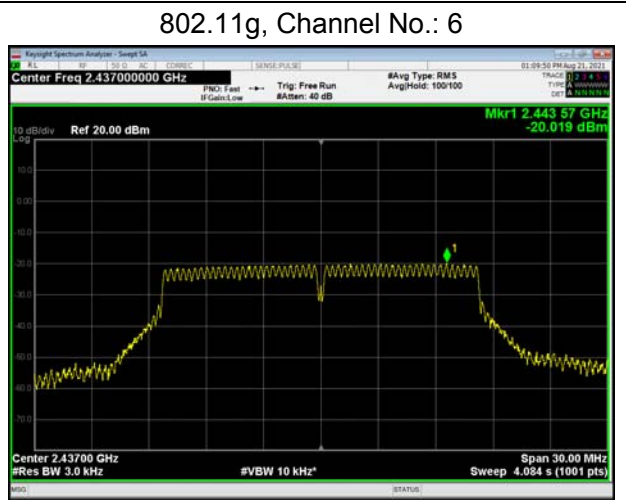 802.11g, Channel No.: 6
Keysight Spectrum Analyzer - Swept SA
RL RF 50 Ω AC CORREC SENSE:PULSE 01:09:50 PM Aug 21, 2021
Center Freq 2.437000000 GHz #Avg Type: RMS TRACE 1 2 3 4 5 6
PNO: Fast Trig: Free Run Avg|Hold: 100/100 TYPE
IFGain:Low #Atten: 40 dB DET A N N N N N
Mkr1 2.443 57 GHz
10 dB/div Ref 20.00 dBm -20.019 dBm
Log
10.0
0.00
-10.0
1
-20.0
-30.0
-40.0
-50.0
-60.0
-70.0
Center 2.43700 GHz Span 30.00 MHz
#Res BW 3.0 kHz #VBW 10 kHz* Sweep 4.084 s (1001 pts)
MSG STATUS